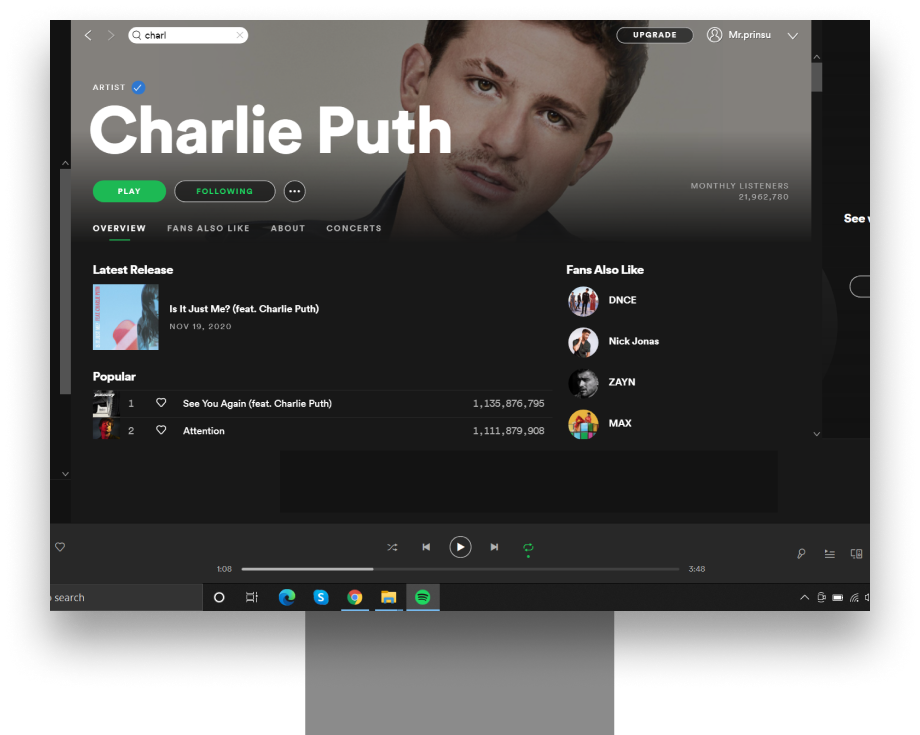 charl
UPGRADE
Mr.prinsu
ARTIST
Charlie Puth
PLAY
FOLLOWING
MONTHLY LISTENERS
21,962,780
See
OVERVIEW
FANS ALSO LIKE
ABOUT
CONCERTS
Latest Release
Is It Just Me? (feat. Charlie Puth)
NOV 19, 2020
Popular
1
See You Again (feat. Charlie Puth)
1,135,876,795
2
Attention
1,111,879,908
Fans Also Like
DNCE
Nick Jonas
ZAYN
MAX
1:08
3:48
search